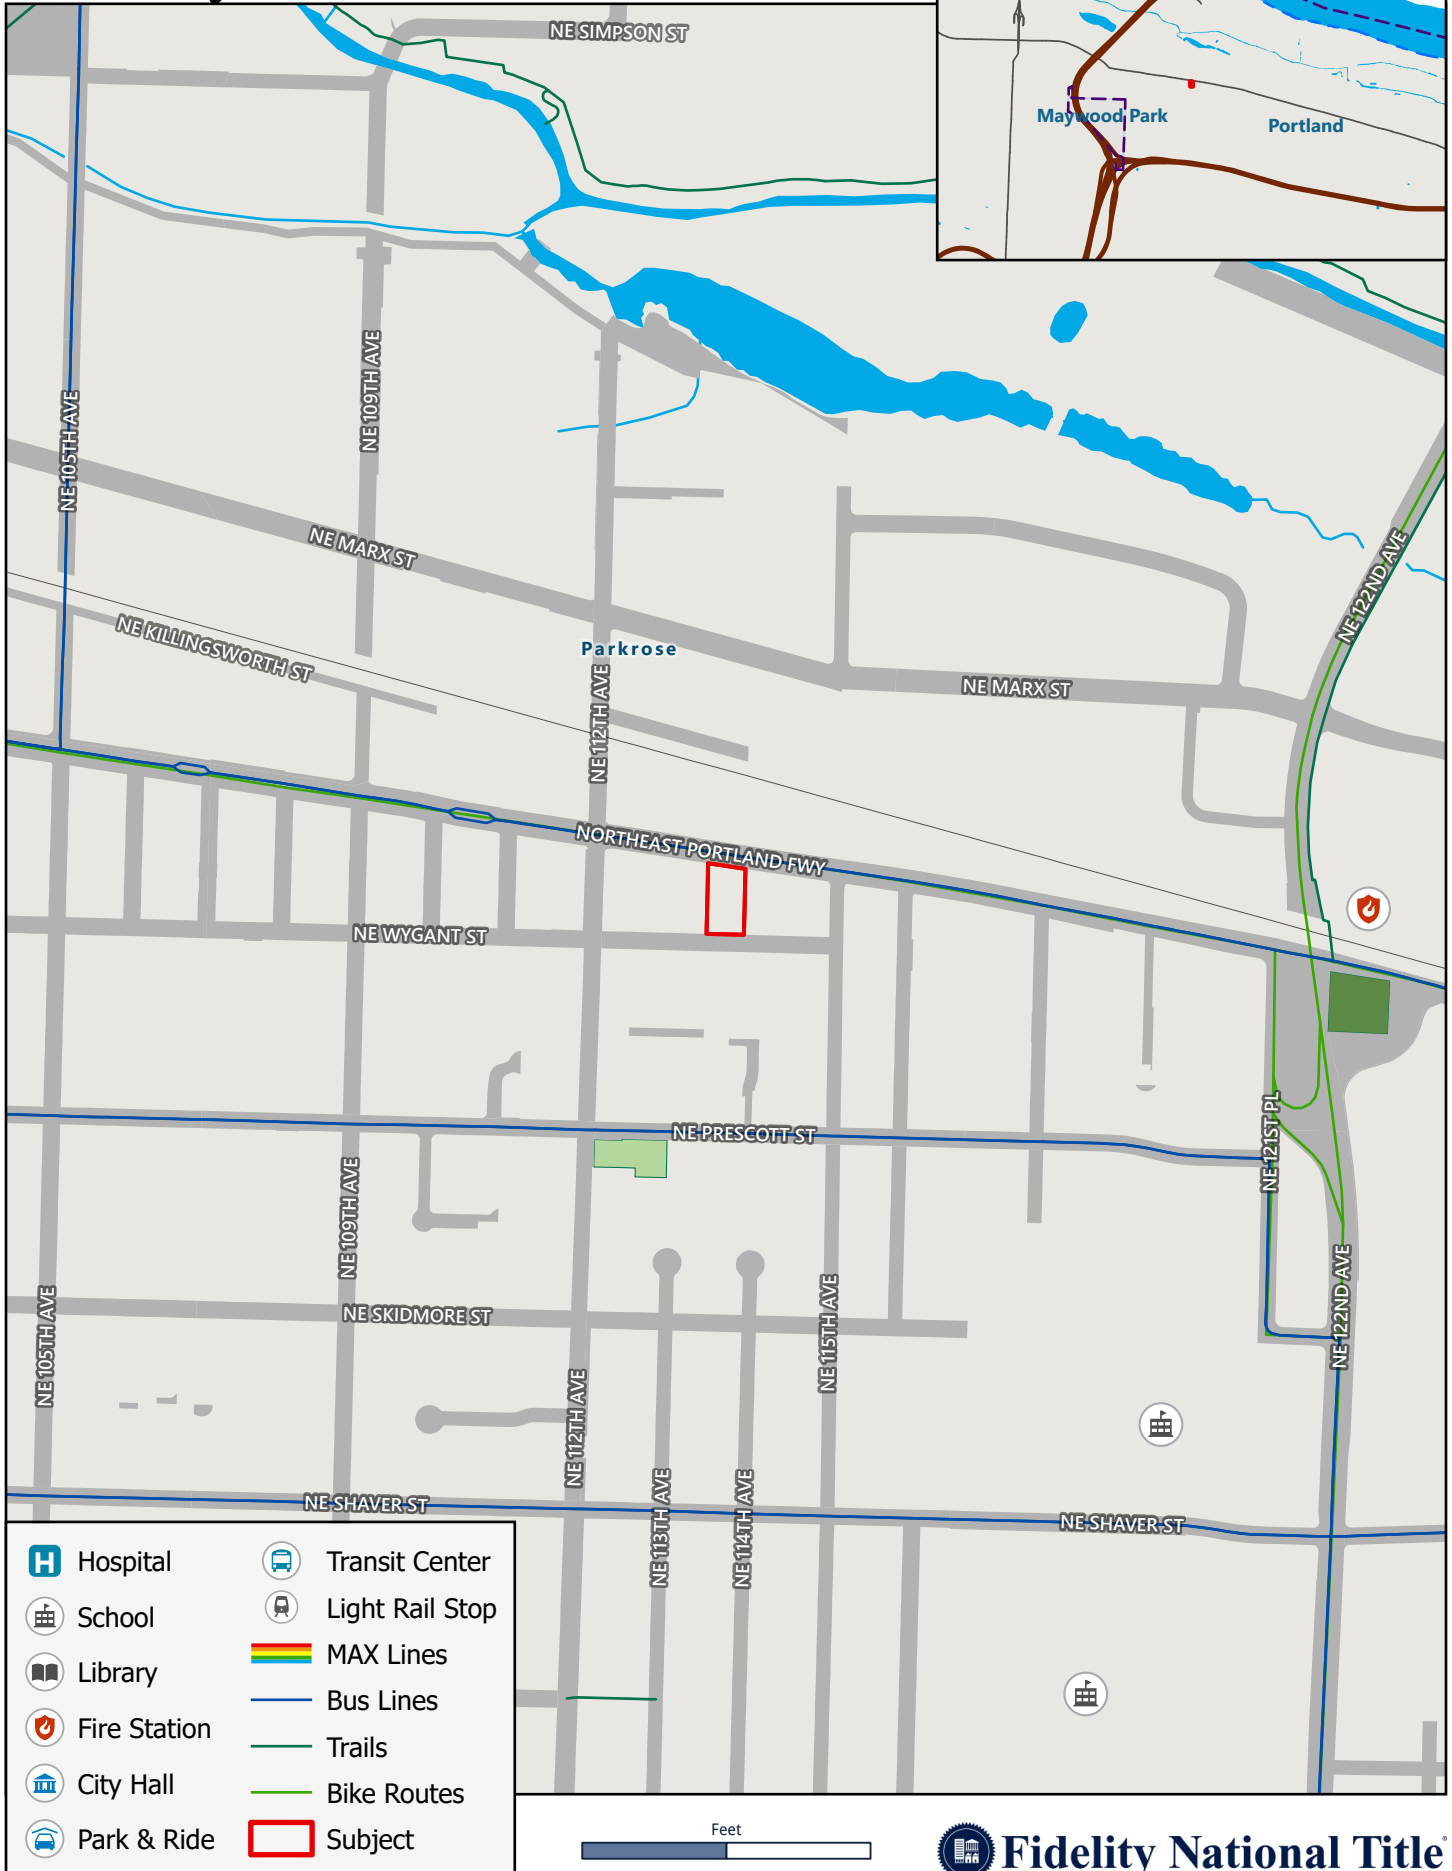 NE SIMPSON ST
Maywood Park
Portland
NE 109TH AVE
NE 105TH AVE
NE MARX ST
NE 122ND AVE
NE KILLINGSWORTH ST
Parkrose
NE MARX ST
NE 112TH AVE
NORTHEAST PORTLAND FWY
NE WYGANT ST
NE PRESCOTT ST
NE 121ST PL
NE 109TH AVE
NE 122ND AVE
NE 105TH AVE
NE SKIDMORE ST
NE 115TH AVE
NE 112TH AVE
NE 113TH AVE
NE 114TH AVE
NE SHAVER ST
NE SHAVER ST
H Hospital
School
Library
Fire Station
City Hall
Park & Ride
Transit Center
Light Rail Stop
MAX Lines
Bus Lines
Trails
Bike Routes
Subject
Feet
Fidelity National Title